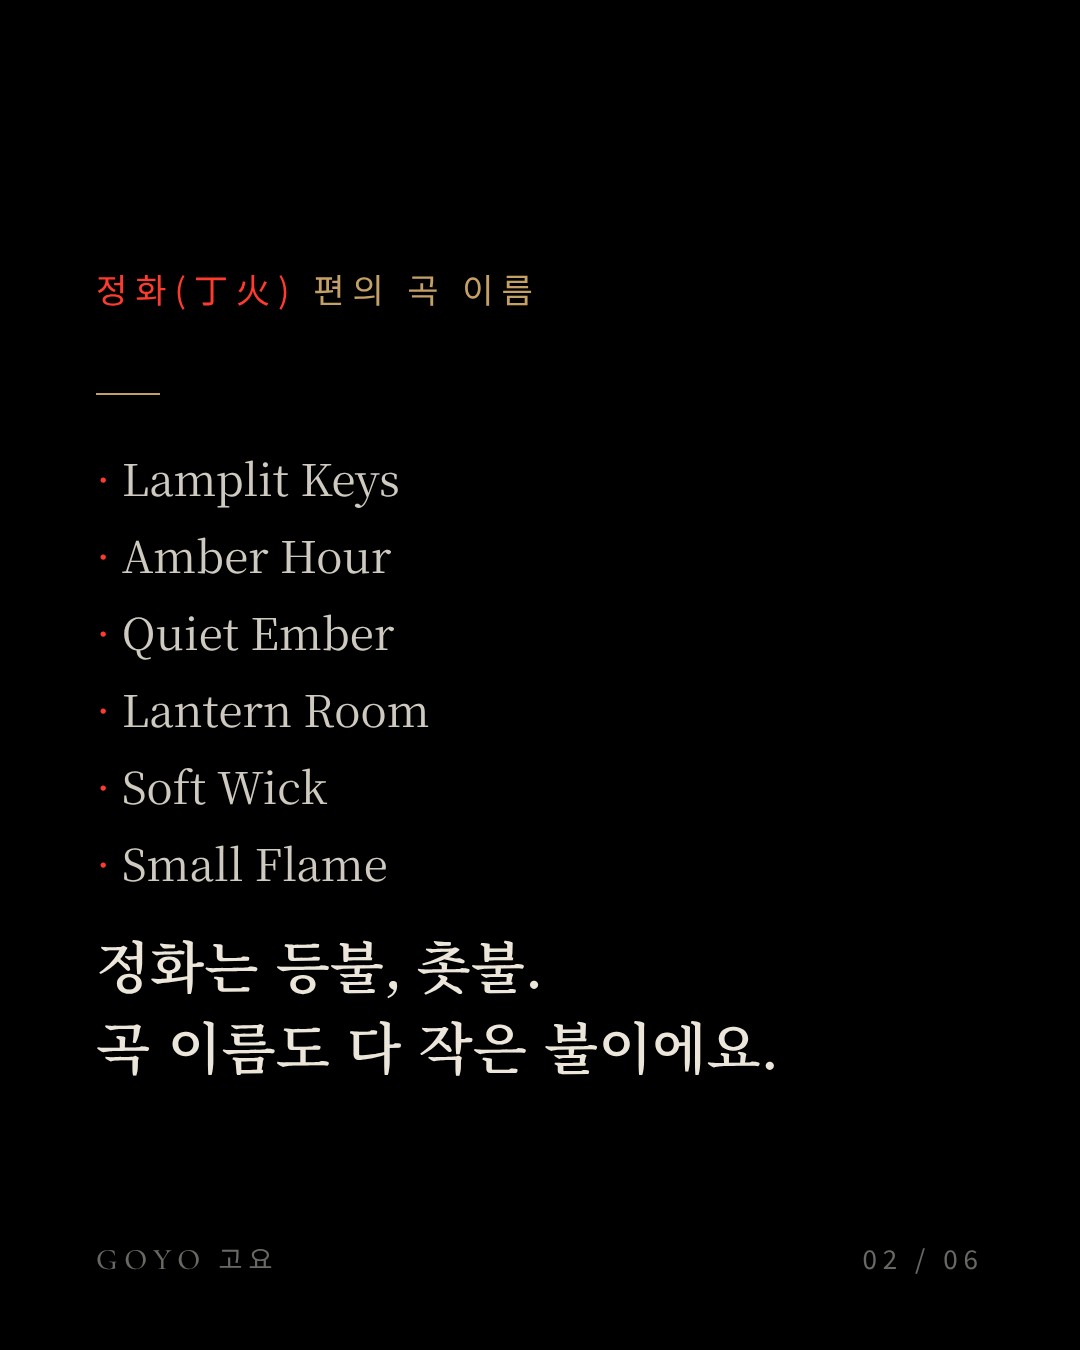 정화(丁火) 편의 곡 이름
· Lamplit Keys
· Amber Hour
· Quiet Ember
· Lantern Room
· Soft Wick
· Small Flame
정화는 등불, 촛불.
곡 이름도 다 작은 불이에요.
GOYO 고요
02 / 06